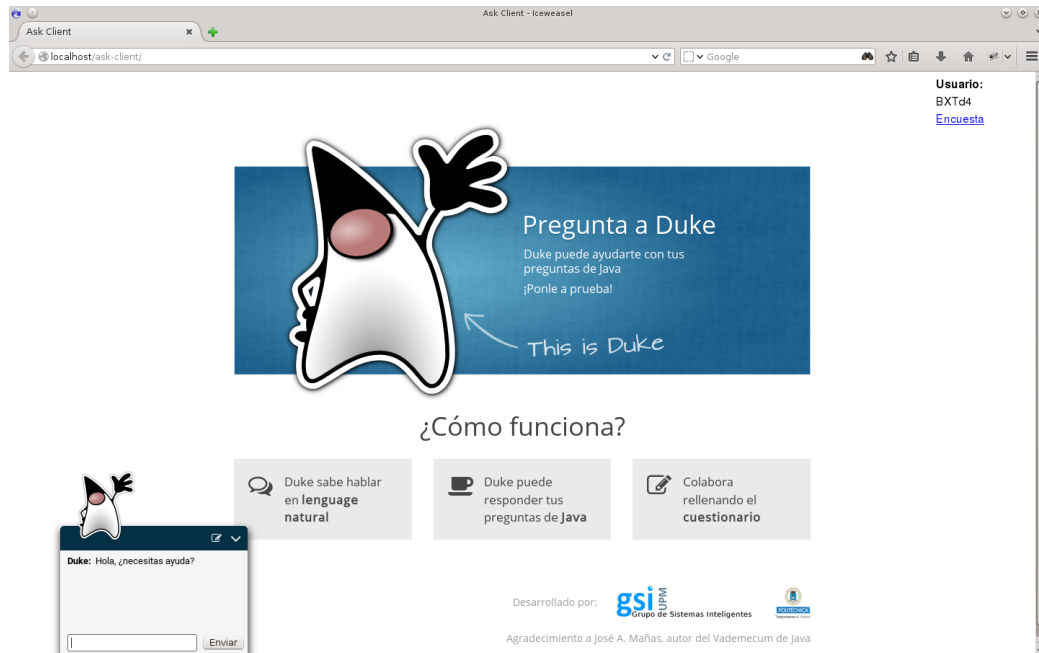 Ask Client - Iceweasel
Ask Client
localhost/ask-client/
Google
Usuario:
BXTd4
Encuesta
Pregunta a Duke
Duke puede ayudarte con tus
preguntas de Java
¡Ponle a prueba!
This is Duke
¿Cómo funciona?
Duke sabe hablar
en lenguage
natural
Duke puede
responder tus
preguntas de Java
Colabora
rellenando el
cuestionario
Duke: Hola, ¿necesitas ayuda?
Enviar
Desarrollado por:
gsi UPM
Grupo de Sistemas Inteligentes
POLITÉCNICA
Agradecimiento a José A. Mañas, autor del Vademecum de Java